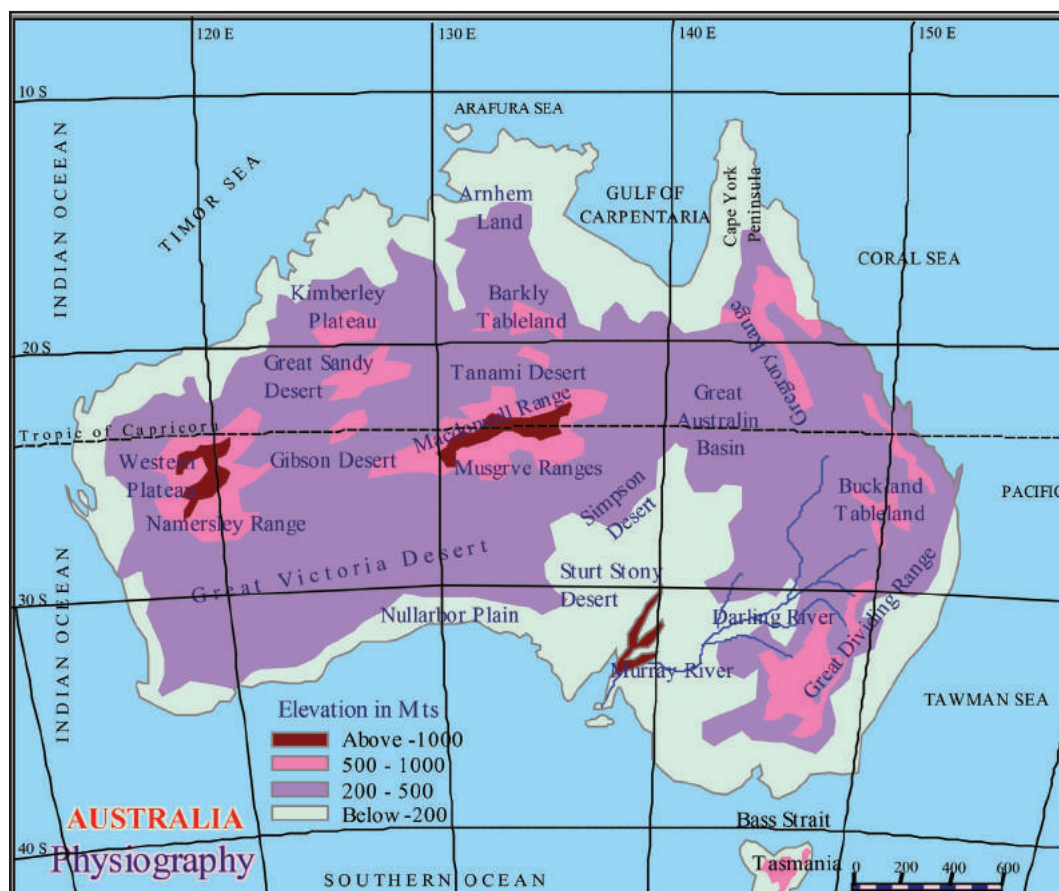 120 E
130 E
140 E
150 E
10 S
ARAFURA SEA
INDIAN OCEEAN
TIMOR SEA
Arnhem
Land
GULF OF
CARPENTARIA
Cape York
Peninsula
CORAL SEA
Kimberley
Plateau
Barkly
Tableland
20 S
Great Sandy
Desert
Tanami Desert
Great
Australin
Basin
Gregrory Range
Macdonnall Range
Tropic of Capricorn
Western
Plateau
Gibson Desert
Musgrve Ranges
Simpson
Desert
Buckland
Tableland
PACIFIC
Namersley Range
Great Victoria Desert
Sturt Stony
Desert
30 S
Nullarbor Plain
Darling River
Great Dividing Range
Murray River
INDIAN OCEEAN
TAWMAN SEA
Elevation in Mts
Above -1000
500 - 1000
200 - 500
Below -200
AUSTRALIA
Physiography
Bass Strait
40 S
Tasmania
0 200 400 600
SOUTHERN OCEAN